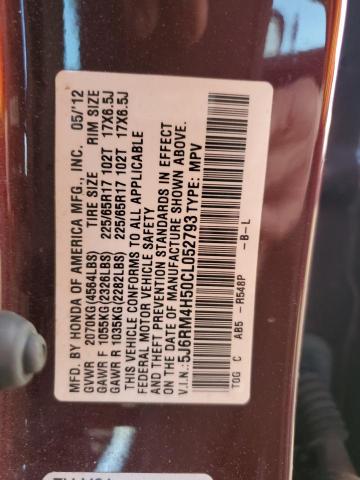 MFD. BY HONDA OF AMERICA MFG., INC. 05/'12
GVWR 2070KG(4564LBS) TIRE SIZE RIM SIZE
GAWR F 1055KG(2328LBS) 225/65R17 102T 17X6.5J
GAWR R 1035KG(2282LBS) 225/65R17 102T 17X6.5J
THIS VEHICLE CONFORMS TO ALL APPLICABLE
FEDERAL MOTOR VEHICLE SAFETY
AND THEFT PREVENTION STANDARDS IN EFFECT
ON THE DATE OF MANUFACTURE SHOWN ABOVE.
V.I.N.: 5J6RM4H50CL052793 TYPE: MPV
TOG C AB5 - R548P -B-L